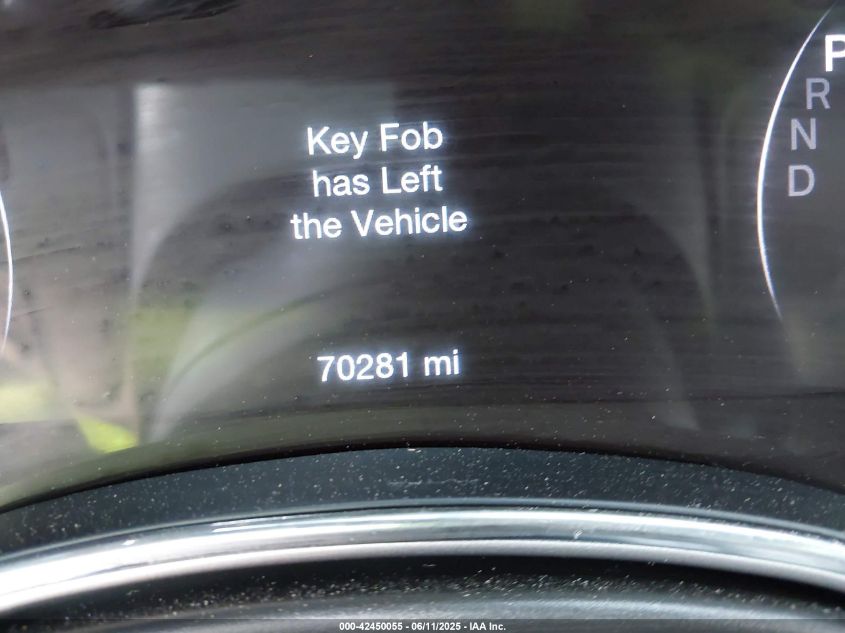 Key Fob
has Left
the Vehicle
70281 mi
P
R
N
D
000-42450055 - 06/11/2025 - IAA Inc.